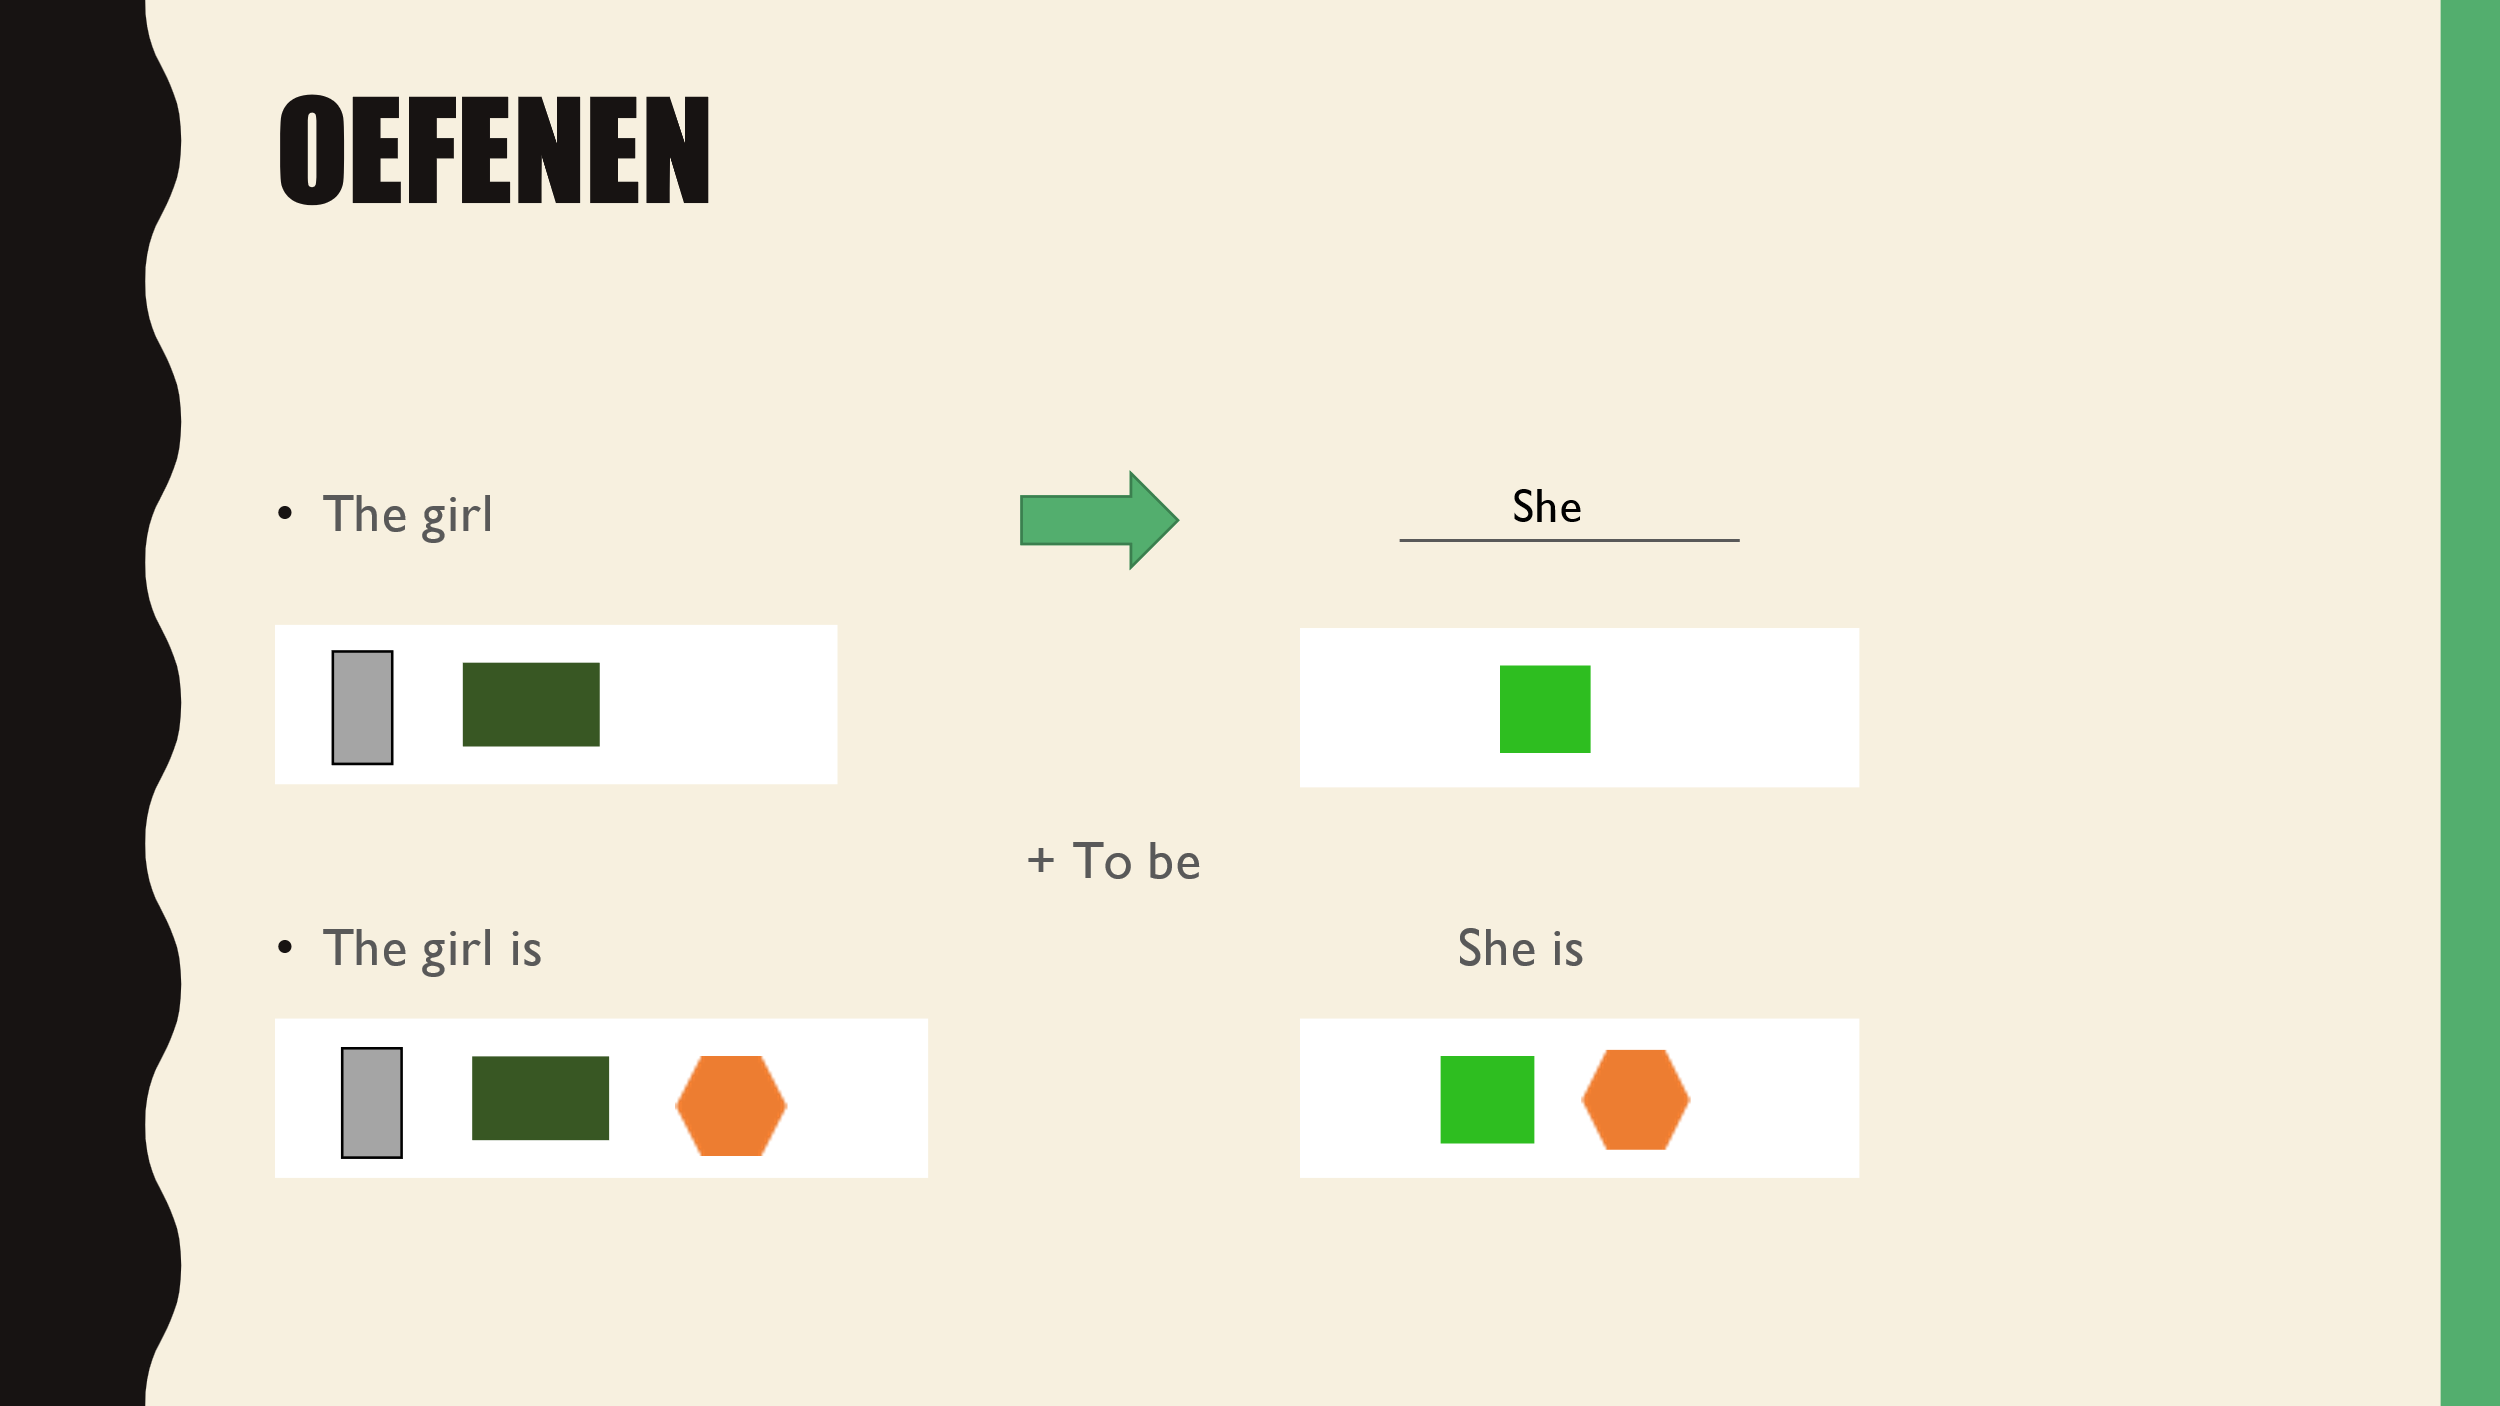 OEFENEN
• The girl
She
+ To be
• The girl is
She is